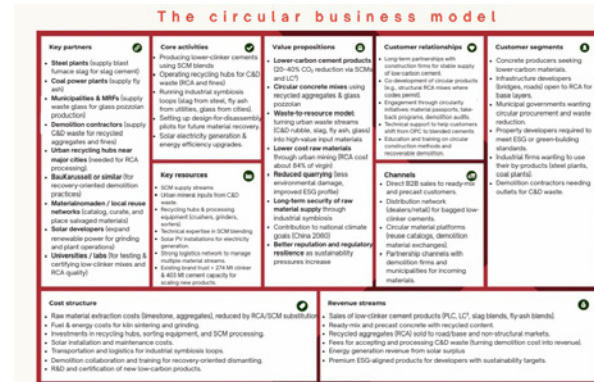 The circular business model
Key partners
Steel plants (supply blast
furnace slag for slag cement)
Coal power plants (supply fly
ash)
Municipalities & MRFs (supply
waste glass for glass pozzolan
production)
Demolition contractors (supply
C&D waste for recycled
aggregates and fines)
Urban recycling hubs near
major cities (needed for RCA
processing).
BauKarussell or similar (for
recovery-oriented demolition
practices)
Materialnomaden / local reuse
networks (catalog, curate, and
place salvaged materials)
Solar developers (expand
renewable power for grinding
and plant operations)
Universities / labs (for testing &
certifying low-clinker mixes and
RCA quality)
Core activities
Producing lower-clinker cements
using SCM blends
Operating recycling hubs for C&D
waste (RCA and fines)
Running industrial symbiosis
loops (slag from steel, fly ash
from utilities, glass from cities).
Setting up design-for-disassembly
pilots for future material recovery.
Solar electricity generation &
energy efficiency upgrades.
Key resources
SCM supply streams
Urban mineral inputs from C&D
waste.
Recycling hubs & processing
equipment (crushers, grinders,
sorters)
Technical expertise in SCM blending
Solar PV installations for electricity
generation.
Strong logistics network to manage
multiple material streams.
Existing brand trust + 274 Mt clinker
& 403 Mt cement capacity for
scaling new products.
Value propositions
Lower-carbon cement products
(20–40% CO₂ reduction via SCMs
and LC³)
Circular concrete mixes using
recycled aggregates & glass
pozzolan
Waste-to-resource model:
turning urban waste streams
(C&D rubble, slag, fly ash, glass)
into high-value input materials
Lower cost raw materials
through urban mining (RCA cost
about 64% of virgin)
Reduced quarrying (less
environmental damage,
improved ESG profile)
Long-term security of raw
material supply through
industrial symbiosis
Contribution to national climate
goals (China 2060)
Better reputation and regulatory
resilience as sustainability
pressures increase
Customer relationships
Long-term partnerships with
construction firms for stable supply
of low-carbon cement.
Co-development of circular products
(e.g., structural RCA mixes where
codes permit).
Engagement through circularity
initiatives: material passports, take-
back programs, demolition audits.
Technical support to help customers
shift from OPC to blended cements.
Education and training on circular
construction methods and
recoverable demolition.
Channels
Direct B2B sales to ready-mix
and precast customers.
Distribution network
(dealers/retail) for bagged low-
clinker cements.
Circular material platforms
(reuse catalogs, demolition
material exchanges).
Partnership channels with
demolition firms and
municipalities for incoming
materials.
Customer segments
Concrete producers seeking
lower-carbon materials.
Infrastructure developers
(bridges, roads) open to RCA for
base layers.
Municipal governments wanting
circular procurement and waste
reduction.
Property developers required to
meet ESG or green-building
standards.
Industrial firms wanting to use
their by-products (steel plants,
coal plants).
Demolition contractors needing
outlets for C&D waste.
Cost structure
Raw material extraction costs (limestone, aggregates), reduced by RCA/SCM substitution
Fuel & energy costs for kiln sintering and grinding.
Investments in recycling hubs, sorting equipment, and SCM processing.
Solar installation and maintenance costs.
Transportation and logistics for industrial symbiosis loops.
Demolition collaboration and training for recovery-oriented dismantling.
R&D and certification of new low-carbon products.
Revenue streams
Sales of low-clinker cement products (PLC, LC³, slag blends, fly-ash blends).
Ready-mix and precast concrete with recycled content.
Recycled aggregates (RCA) sold to road/base and non-structural markets.
Fees for accepting and processing C&D waste (turning demolition cost into revenue).
Energy generation revenue from solar surplus
Premium ESG-aligned products for developers with sustainability targets.